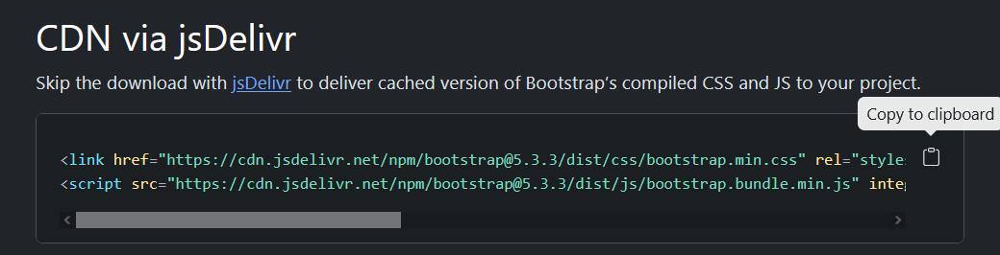 CDN via jsDelivr
Skip the download with jsDelivr to deliver cached version of Bootstrap's compiled CSS and JS to your project.
Copy to clipboard
<link href="https://cdn.jsdelivr.net/npm/bootstrap@5.3.3/dist/css/bootstrap.min.css" rel="styles
<script src="https://cdn.jsdelivr.net/npm/bootstrap@5.3.3/dist/js/bootstrap.bundle.min.js" integ